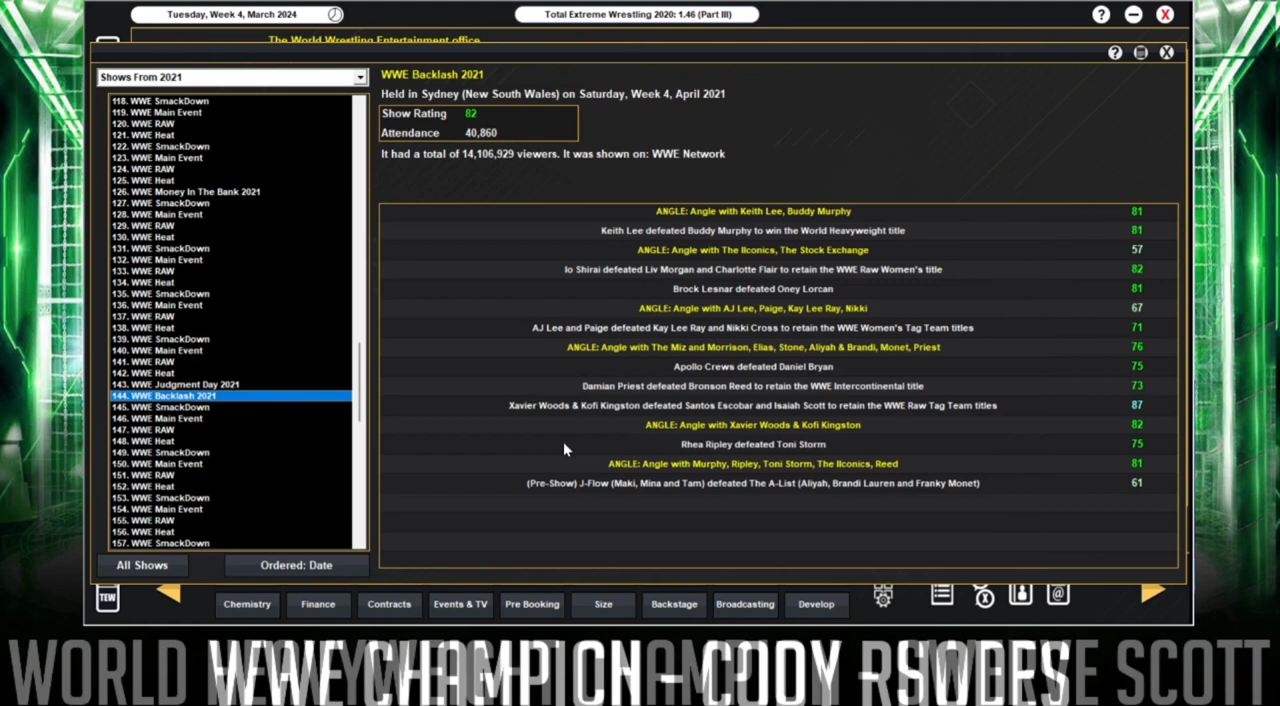 Tuesday, Week 4, March 2024
Total Extreme Wrestling 2020: 1.46 (Part III)
The World Wrestling Entertainment office
Shows From 2021
118. WWE SmackDown
119. WWE Main Event
120. WWE RAW
121. WWE Heat
122. WWE SmackDown
123. WWE Main Event
124. WWE RAW
125. WWE Heat
126. WWE Money In The Bank 2021
127. WWE SmackDown
128. WWE Main Event
129. WWE RAW
130. WWE Heat
131. WWE SmackDown
132. WWE Main Event
133. WWE RAW
134. WWE Heat
135. WWE SmackDown
136. WWE Main Event
137. WWE RAW
138. WWE Heat
139. WWE SmackDown
140. WWE Main Event
141. WWE RAW
142. WWE Heat
143. WWE Judgment Day 2021
144. WWE Backlash 2021
145. WWE SmackDown
146. WWE Main Event
147. WWE RAW
148. WWE Heat
149. WWE SmackDown
150. WWE Main Event
151. WWE RAW
152. WWE Heat
153. WWE SmackDown
154. WWE Main Event
155. WWE RAW
156. WWE Heat
157. WWE SmackDown
All Shows
Ordered: Date
WWE Backlash 2021
Held in Sydney (New South Wales) on Saturday, Week 4, April 2021
Show Rating 82
Attendance 40,860
It had a total of 14,106,929 viewers. It was shown on: WWE Network
ANGLE: Angle with Keith Lee, Buddy Murphy 81
Keith Lee defeated Buddy Murphy to win the World Heavyweight title 81
ANGLE: Angle with The IIconics, The Stock Exchange 57
Io Shirai defeated Liv Morgan and Charlotte Flair to retain the WWE Raw Women's title 82
Brock Lesnar defeated Oney Lorcan 81
ANGLE: Angle with AJ Lee, Paige, Kay Lee Ray, Nikki 67
AJ Lee and Paige defeated Kay Lee Ray and Nikki Cross to retain the WWE Women's Tag Team titles 71
ANGLE: Angle with The Miz and Morrison, Elias, Stone, Aliyah & Brandi, Monet, Priest 76
Apollo Crews defeated Daniel Bryan 75
Damian Priest defeated Bronson Reed to retain the WWE Intercontinental title 73
Xavier Woods & Kofi Kingston defeated Santos Escobar and Isaiah Scott to retain the WWE Raw Tag Team titles 87
ANGLE: Angle with Xavier Woods & Kofi Kingston 82
Rhea Ripley defeated Toni Storm 75
ANGLE: Angle with Murphy, Ripley, Toni Storm, The IIconics, Reed 81
(Pre-Show) J-Flow (Maki, Mina and Tam) defeated The A-List (Aliyah, Brandi Lauren and Franky Monet) 61
TEW
Chemistry
Finance
Contracts
Events & TV
Pre Booking
Size
Backstage
Broadcasting
Develop
WORLD
WWE CHAMPION - CODY
SCOTT